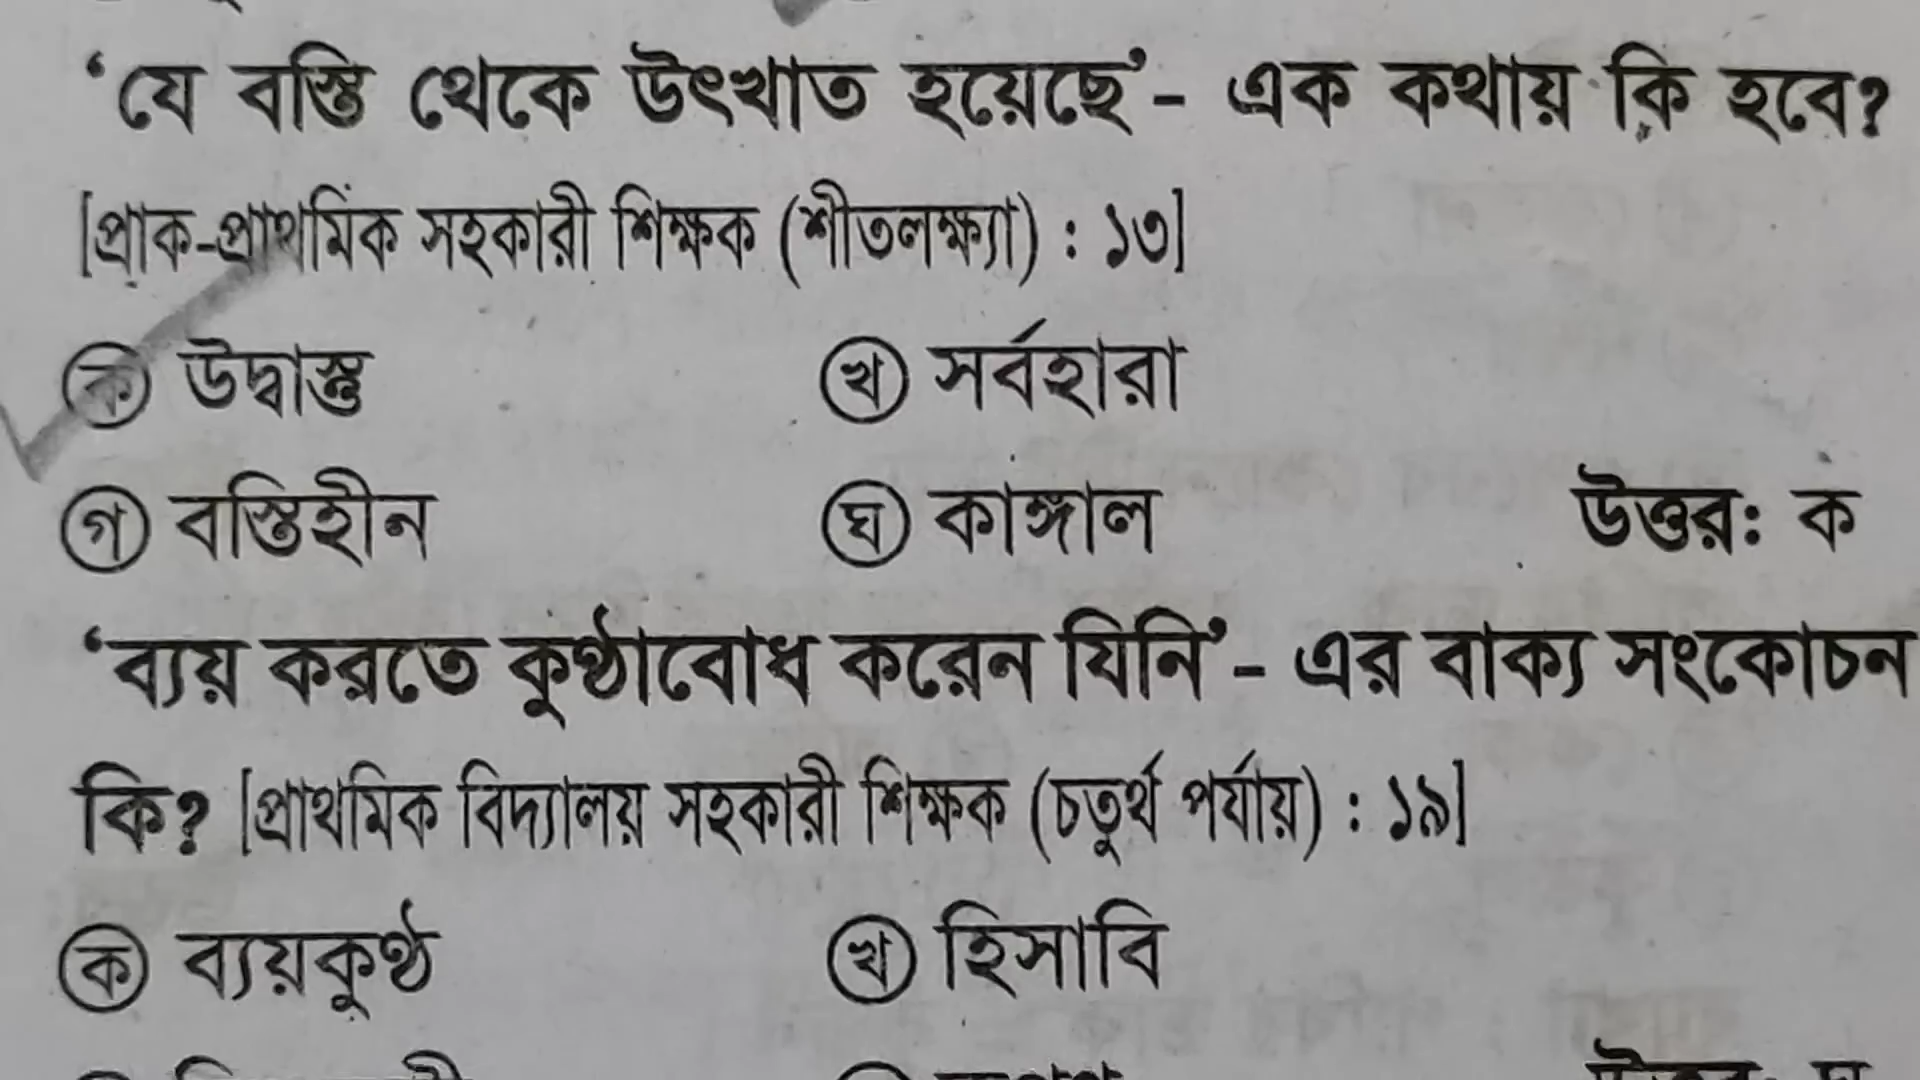 ‘যে বস্তি থেকে উৎখাত হয়েছে’- এক কথায় কি হবে?
[প্রাক-প্রাথমিক সহকারী শিক্ষক (শীতলক্ষ্যা) : ১৩]
ক উদ্বাস্তু খ সর্বহারা
গ বস্তিহীন ঘ কাঙ্গাল উত্তর: ক
‘ব্যয় করতে কুণ্ঠাবোধ করেন যিনি’- এর বাক্য সংকোচন
কি? [প্রাথমিক বিদ্যালয় সহকারী শিক্ষক (চতুর্থ পর্যায়) : ১৯]
ক ব্যয়কুণ্ঠ খ হিসাবি